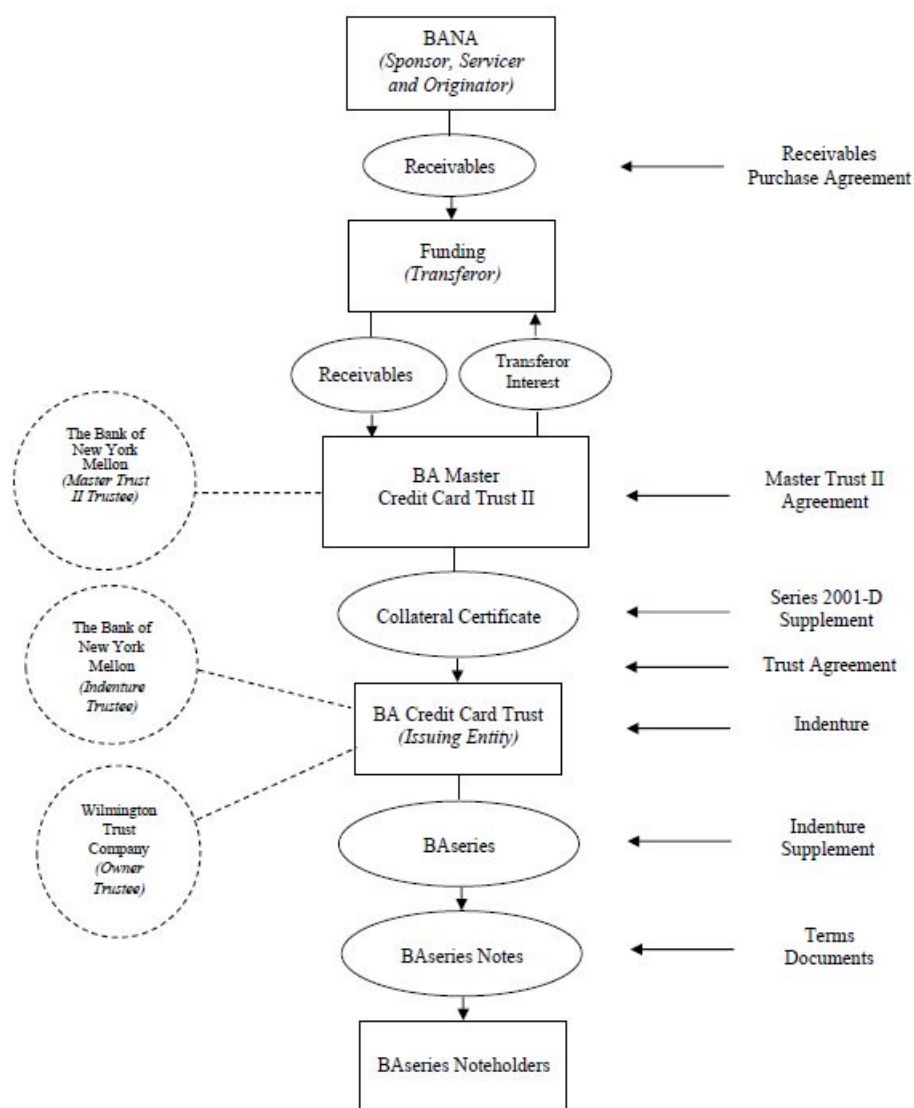 BANA
(Sponsor, Servicer
and Originator)
Receivables
Receivables
Purchase Agreement
Funding
(Transferor)
Receivables
Transferor
Interest
The Bank of
New York
Mellon
(Master Trust
II Trustee)
BA Master
Credit Card Trust II
Master Trust II
Agreement
Collateral Certificate
Series 2001-D
Supplement
The Bank of
New York
Mellon
(Indenture
Trustee)
Trust Agreement
BA Credit Card Trust
(Issuing Entity)
Indenture
Wilmington
Trust
Company
(Owner
Trustee)
BAseries
Indenture
Supplement
BAseries Notes
Terms
Documents
BAseries Noteholders